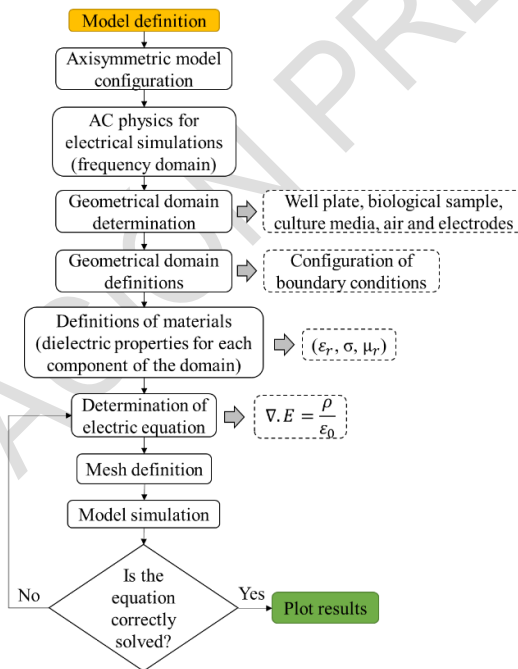 Model definition
Axisymmetric model
configuration
AC physics for
electrical simulations
(frequency domain)
Geometrical domain
determination
Well plate, biological sample,
culture media, air and electrodes
Geometrical domain
definitions
Configuration of
boundary conditions
Definitions of materials
(dielectric properties for each
component of the domain)
(εr, σ, μr)
Determination of
electric equation
∇.E = ρ/ε0
Mesh definition
Model simulation
Is the
equation
correctly
solved?
No
Yes
Plot results